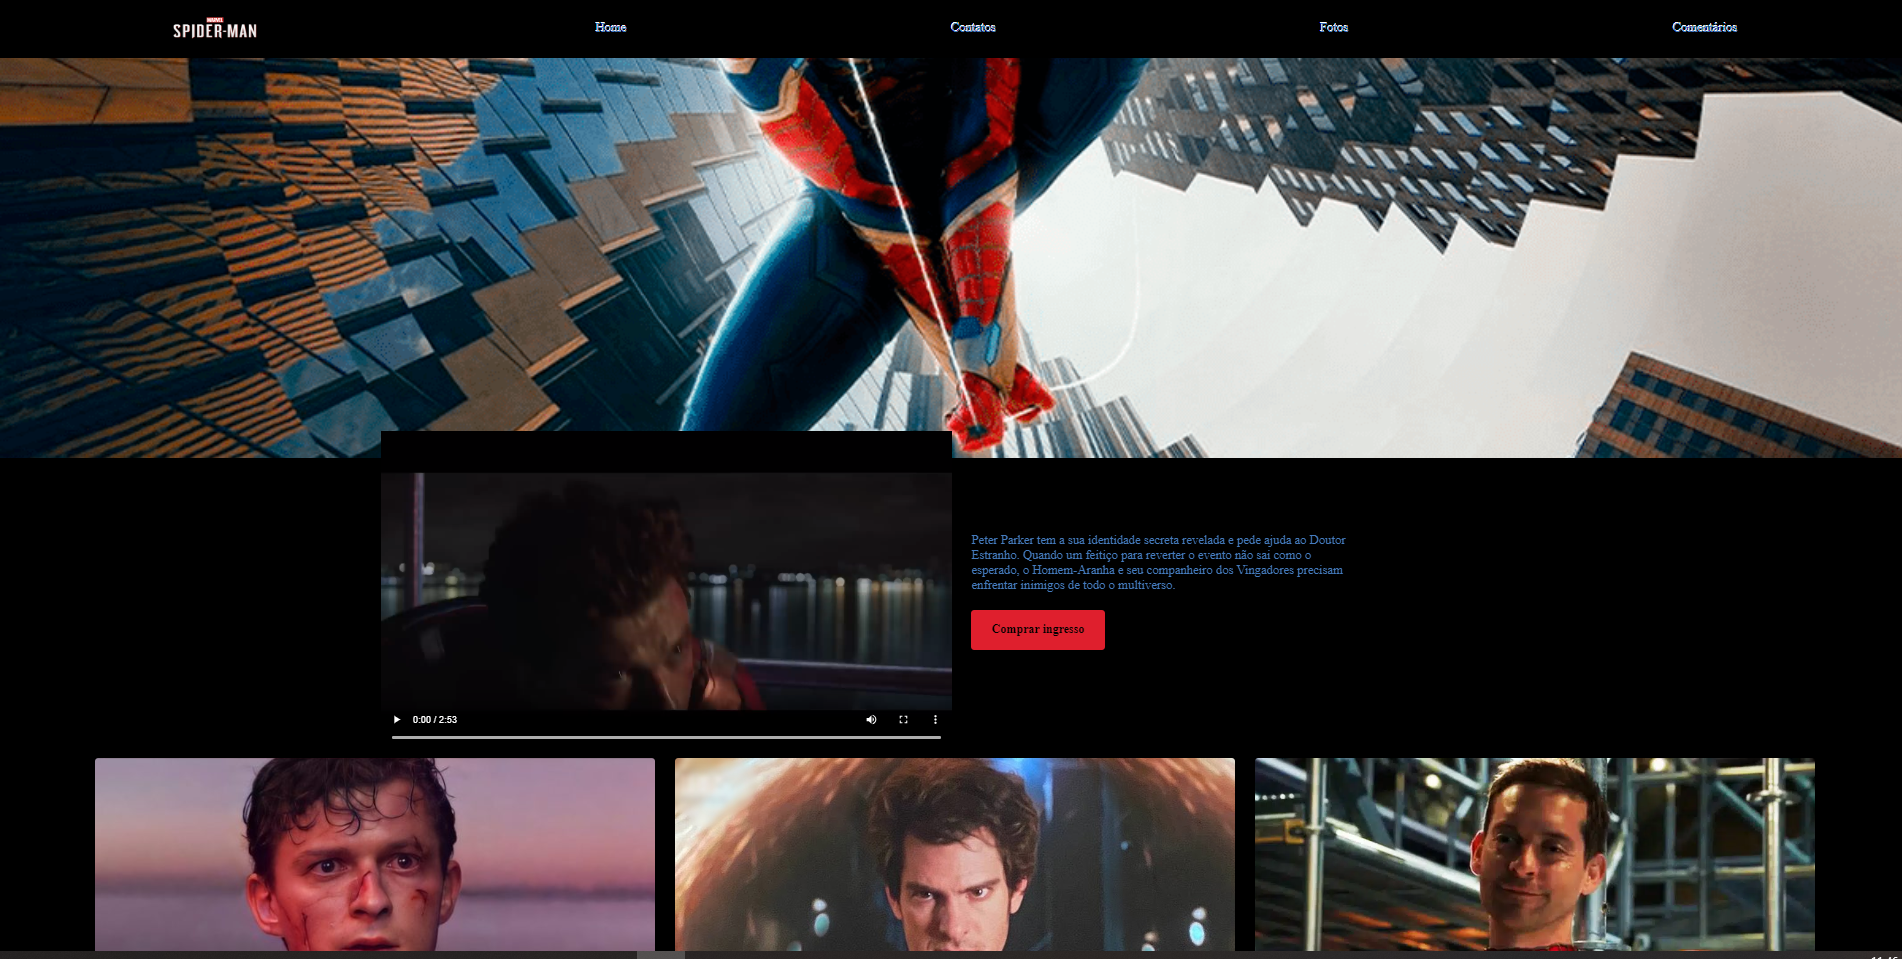 MARVEL
SPIDER-MAN
Home
Contatos
Fotos
Comentários
Peter Parker tem a sua identidade secreta revelada e pede ajuda ao Doutor
Estranho. Quando um feitiço para reverter o evento não sai como o
esperado, o Homem-Aranha e seu companheiro dos Vingadores precisam
enfrentar inimigos de todo o multiverso.
Comprar ingresso
0:00 / 2:53